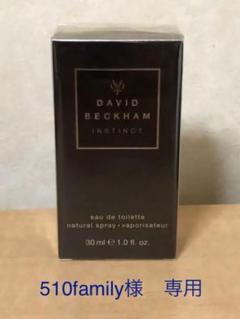 DAVID
BECKHAM
INSTINCT
eau de toilette
natural spray • vaporisateur
30 ml ℮ 1.0 fl. oz.
510family様　専用